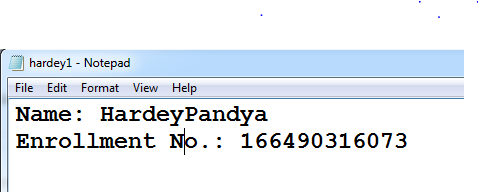 hardey1 - Notepad
File Edit Format View Help
Name: HardeyPandya
Enrollment No.: 166490316073